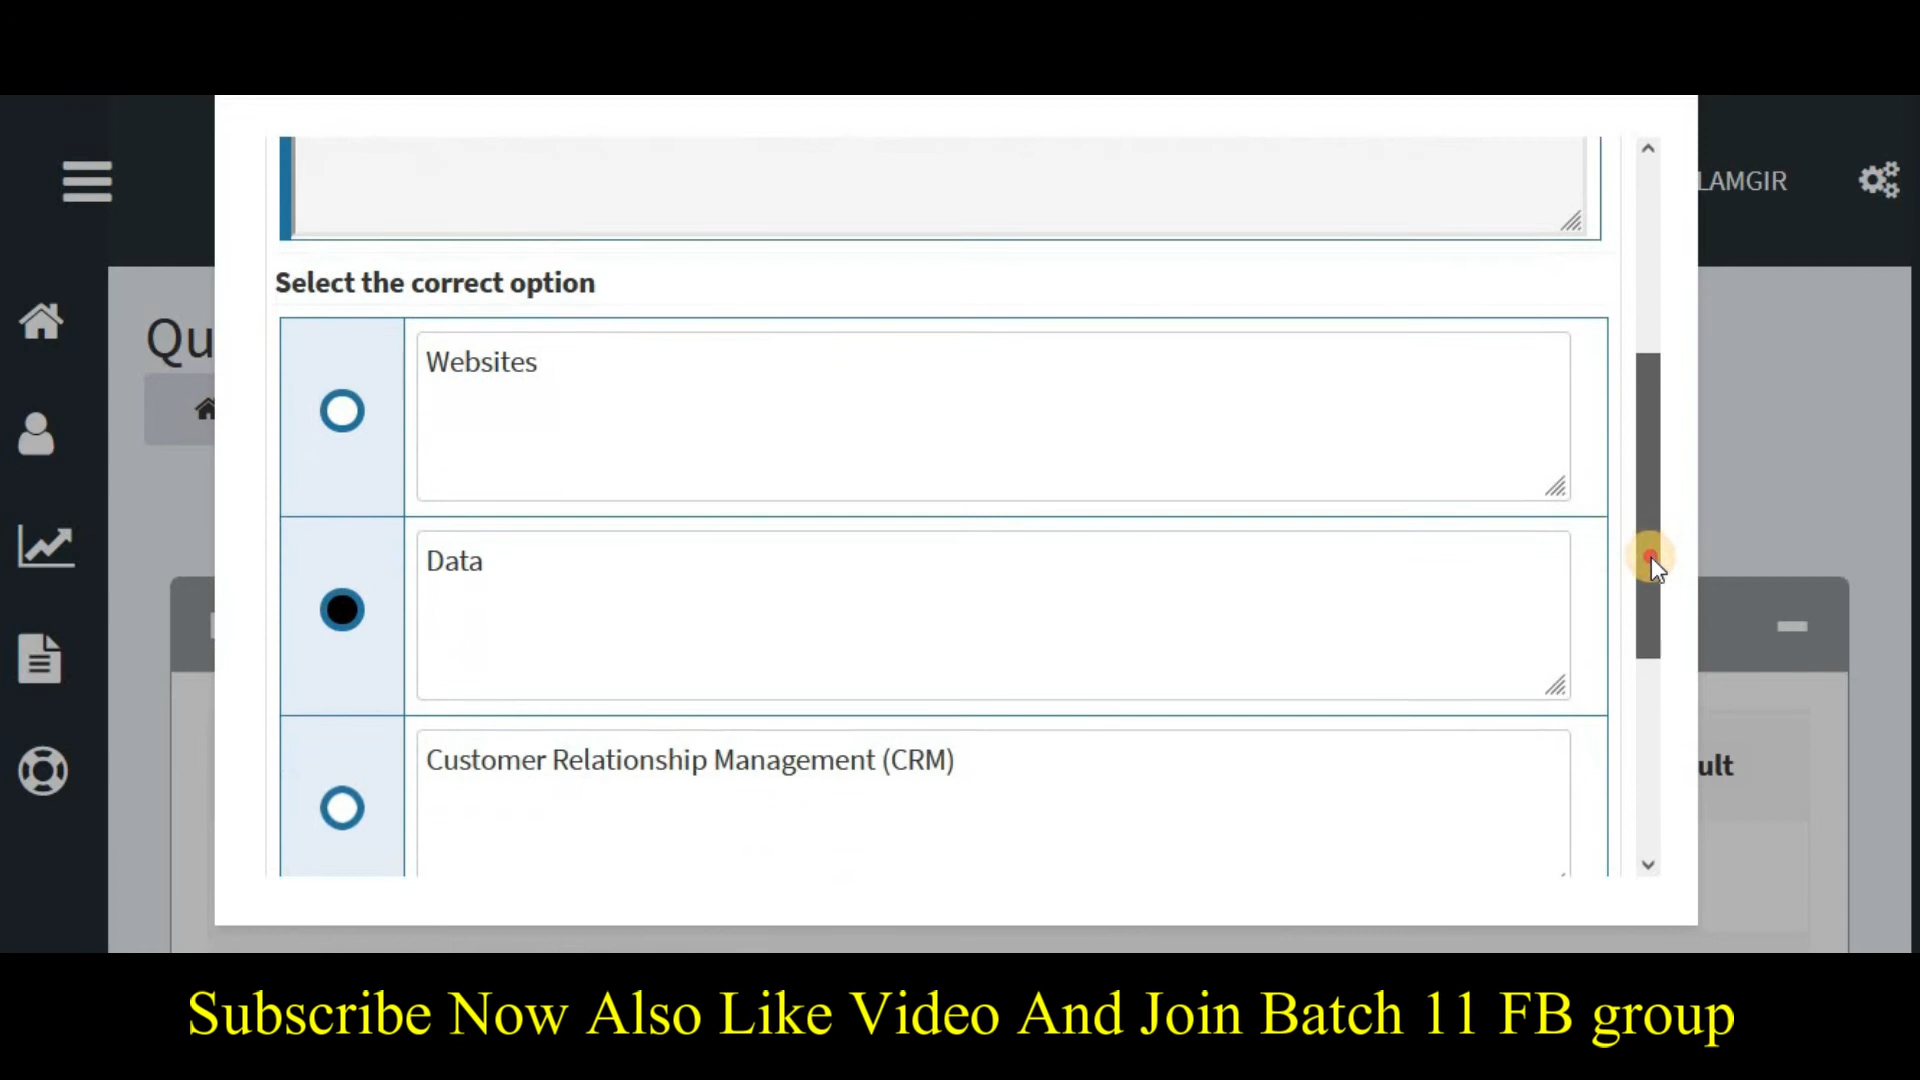 LAMGIR
Qu
Select the correct option
Websites
Data
Customer Relationship Management (CRM)
ult
Subscribe Now Also Like Video And Join Batch 11 FB group